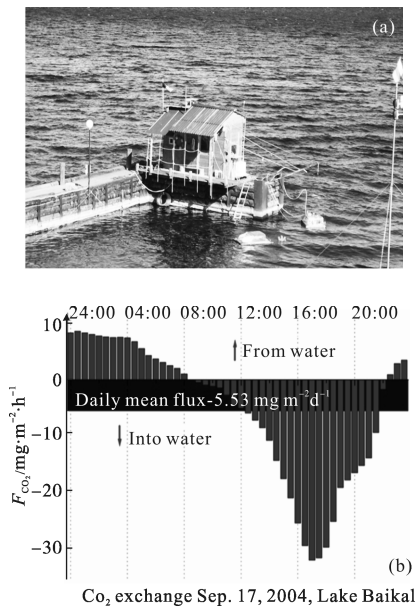 (a)
24:00 04:00 08:00 12:00 16:00 20:00
10
From water
0
Daily mean flux-5.53 mg m⁻²d⁻¹
-10
Into water
-20
-30
F_CO₂/mg·m⁻²·h⁻¹
(b)
Co₂ exchange Sep. 17, 2004, Lake Baikal